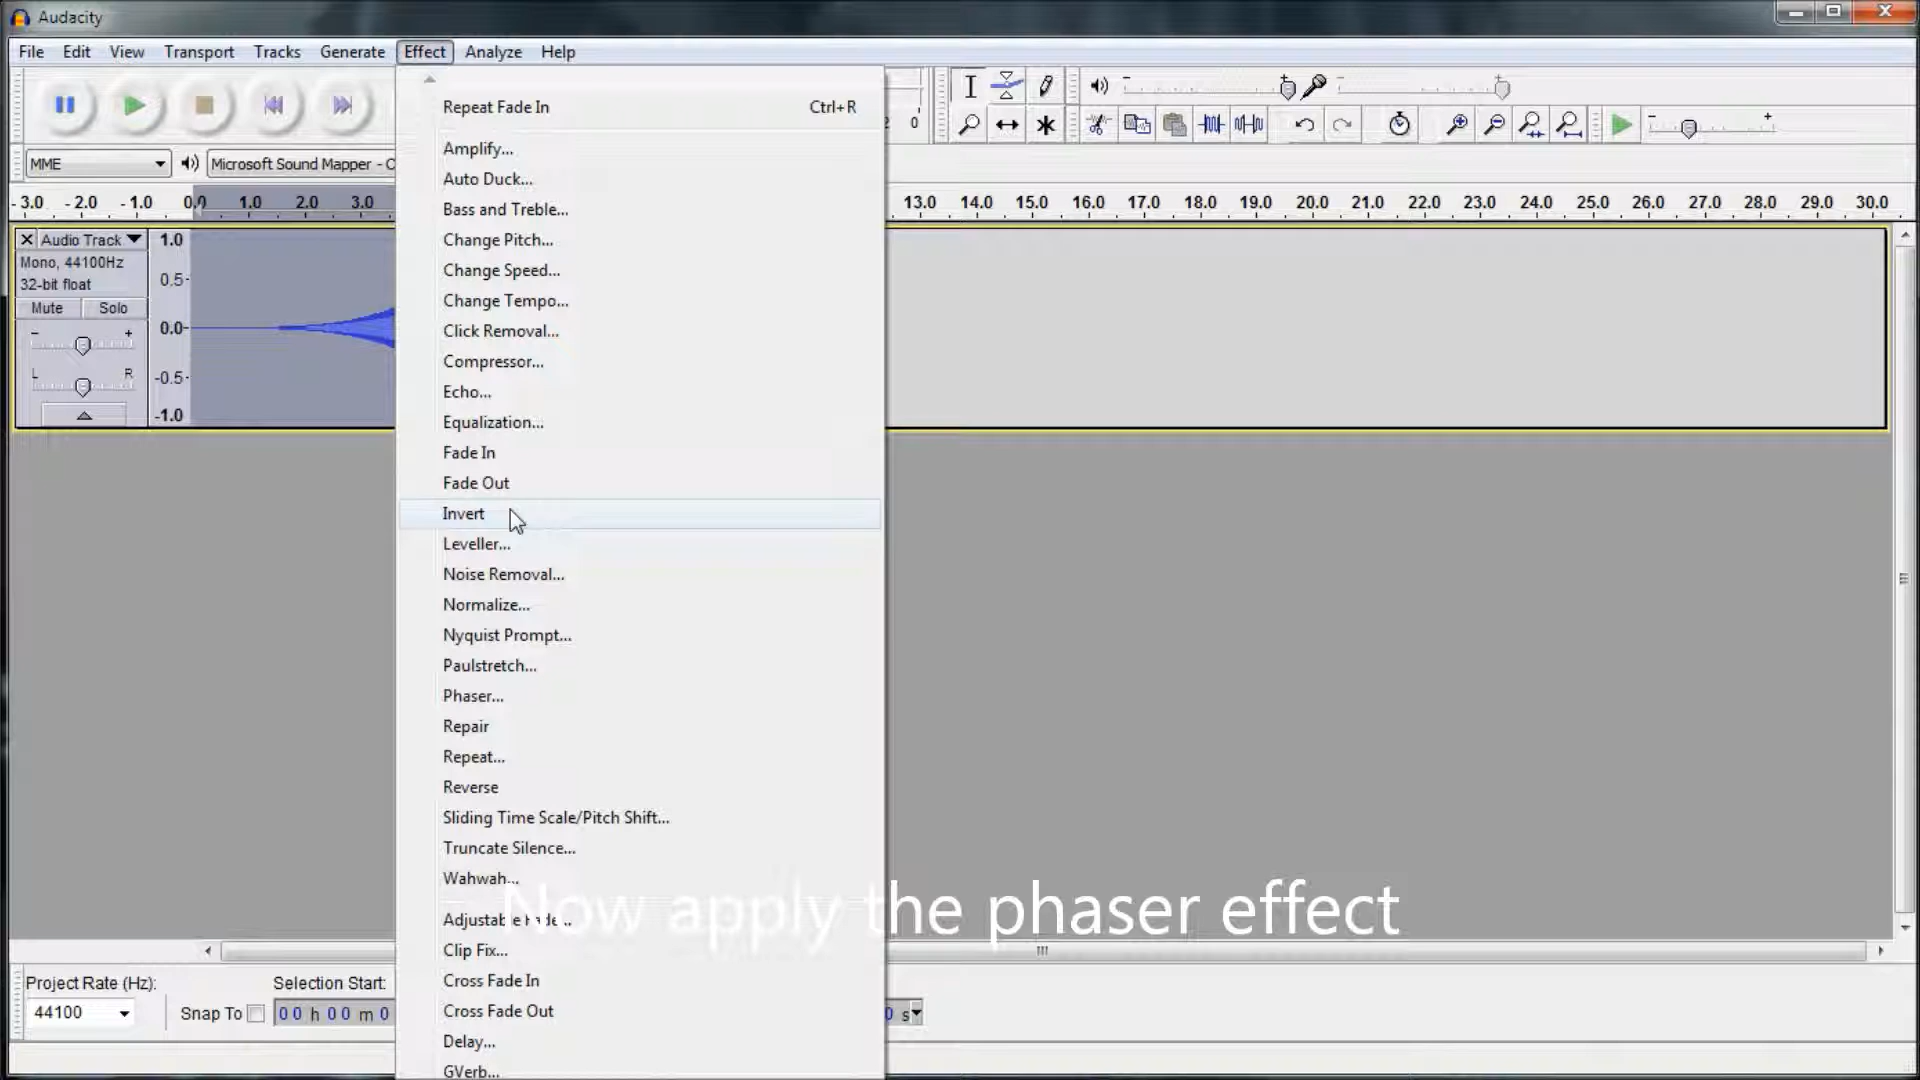 Audacity
File Edit View Transport Tracks Generate Effect Analyze Help
Repeat Fade In Ctrl+R
2 0
Amplify...
MME Microsoft Sound Mapper - O
Auto Duck...
- 3.0 - 2.0 - 1.0 0.0 1.0 2.0 3.0 13.0 14.0 15.0 16.0 17.0 18.0 19.0 20.0 21.0 22.0 23.0 24.0 25.0 26.0 27.0 28.0 29.0 30.0
Bass and Treble...
Audio Track 1.0
Change Pitch...
Mono, 44100Hz
Change Speed...
32-bit float 0.5
Change Tempo...
Mute Solo
Click Removal...
- + 0.0
Compressor...
L R -0.5
Echo...
-1.0
Equalization...
Fade In
Fade Out
Invert
Leveller...
Noise Removal...
Normalize...
Nyquist Prompt...
Paulstretch...
Phaser...
Repair
Repeat...
Reverse
Sliding Time Scale/Pitch Shift...
Truncate Silence...
Wahwah...
Now apply the phaser effect
Adjustable Fade...
Clip Fix...
Cross Fade In
Cross Fade Out
Delay...
GVerb...
Project Rate (Hz): Selection Start:
44100 Snap To 00 h 00 m 0 0 s